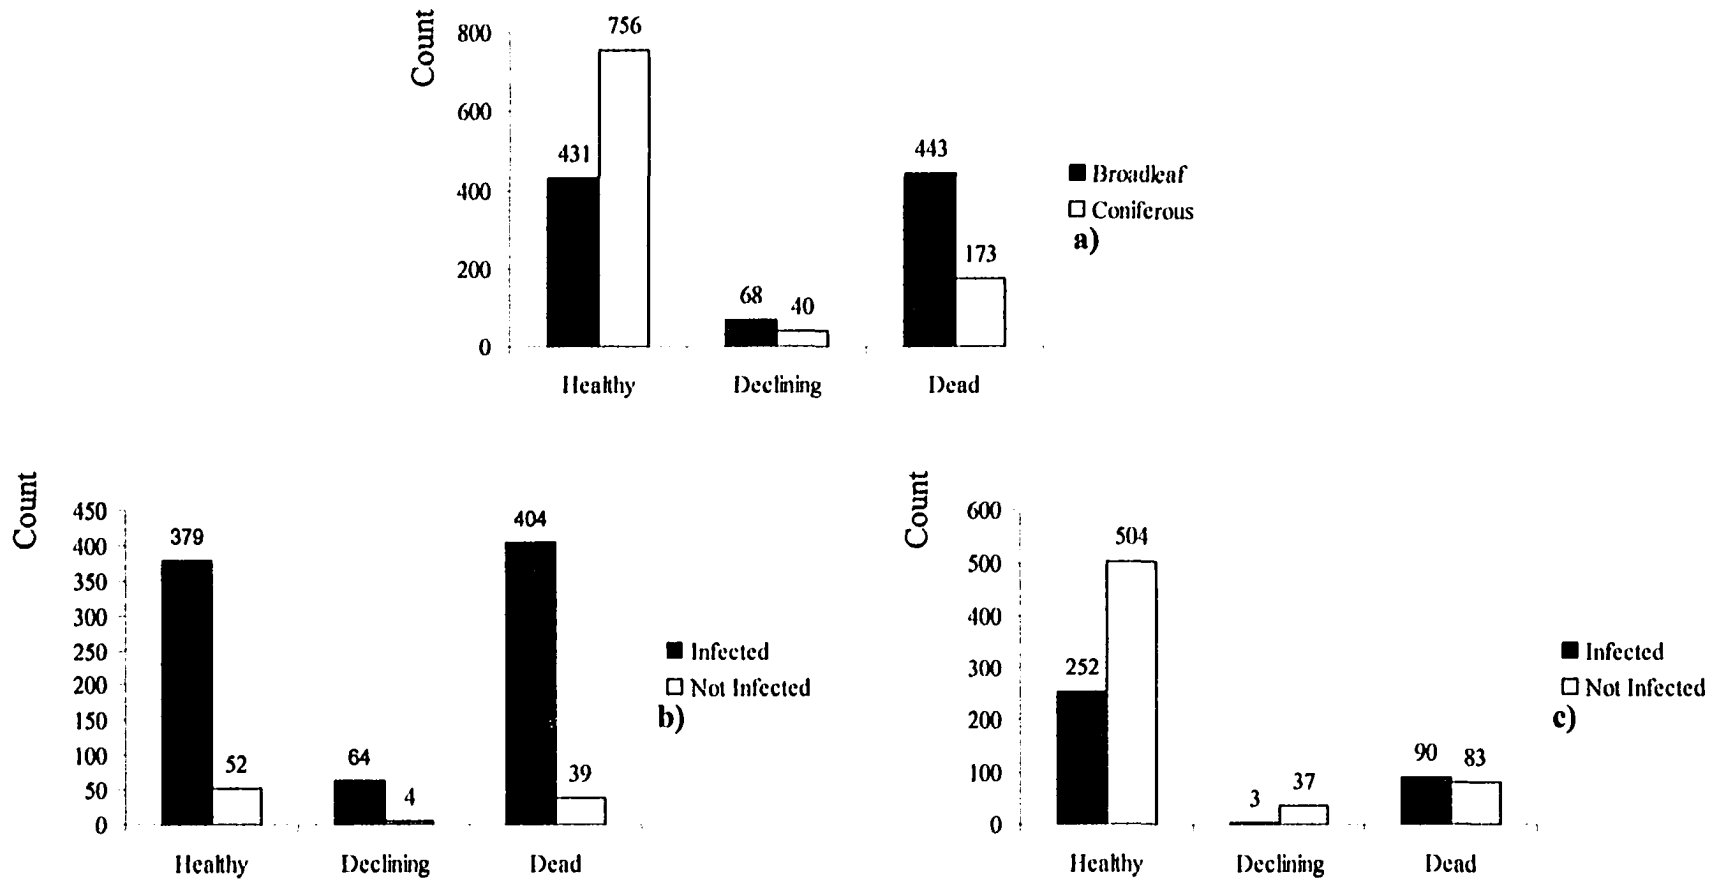 Count
800
600
400
200
0
756
431
443
173
68
40
Healthy Declining Dead
Broadleaf
Coniferous
a)
Count
450
400
350
300
250
200
150
100
50
0
379
52
64
4
404
39
Healthy Declining Dead
Infected
Not Infected
b)
Count
600
500
400
300
200
100
0
252
504
3
37
90
83
Healthy Declining Dead
Infected
Not Infected
c)